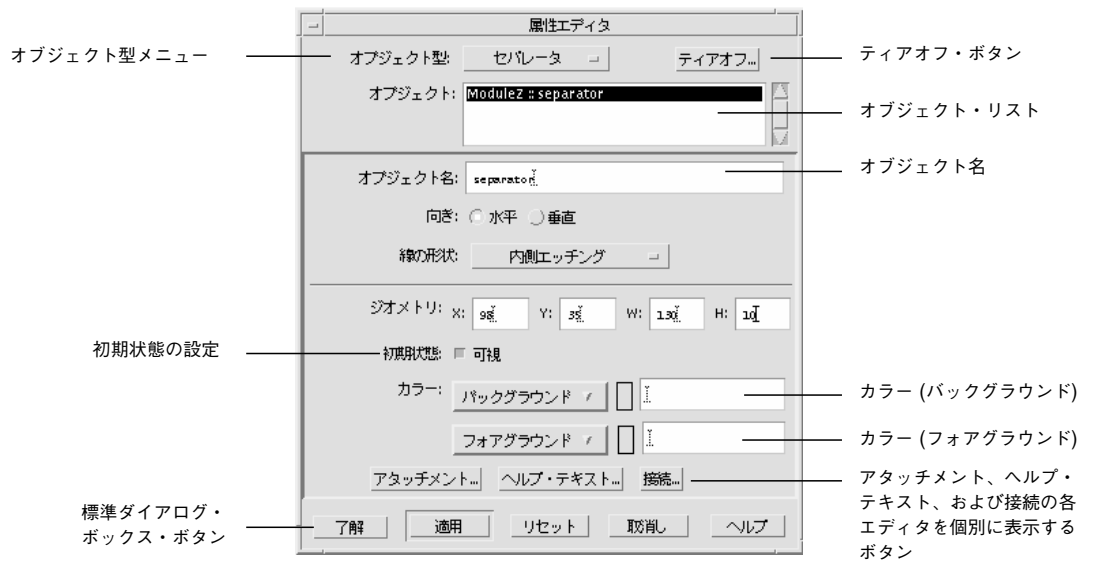 属性エディタ
オブジェクト型メニュー
オブジェクト型: セパレータ ティアオフ...
ティアオフ・ボタン
オブジェクト: Module2 :: separator
オブジェクト・リスト
オブジェクト名: separator
オブジェクト名
向き: 水平 垂直
線の形状: 内側エッチング
ジオメトリ: X: 98 Y: 35 W: 130 H: 10
初期状態の設定
初期状態: 可視
カラー: バックグラウンド
カラー (バックグラウンド)
フォアグラウンド
カラー (フォアグラウンド)
アタッチメント... ヘルプ・テキスト... 接続...
アタッチメント、ヘルプ・
テキスト、および接続の各
エディタを個別に表示する
ボタン
標準ダイアログ・
ボックス・ボタン
了解 適用 リセット 取消し ヘルプ